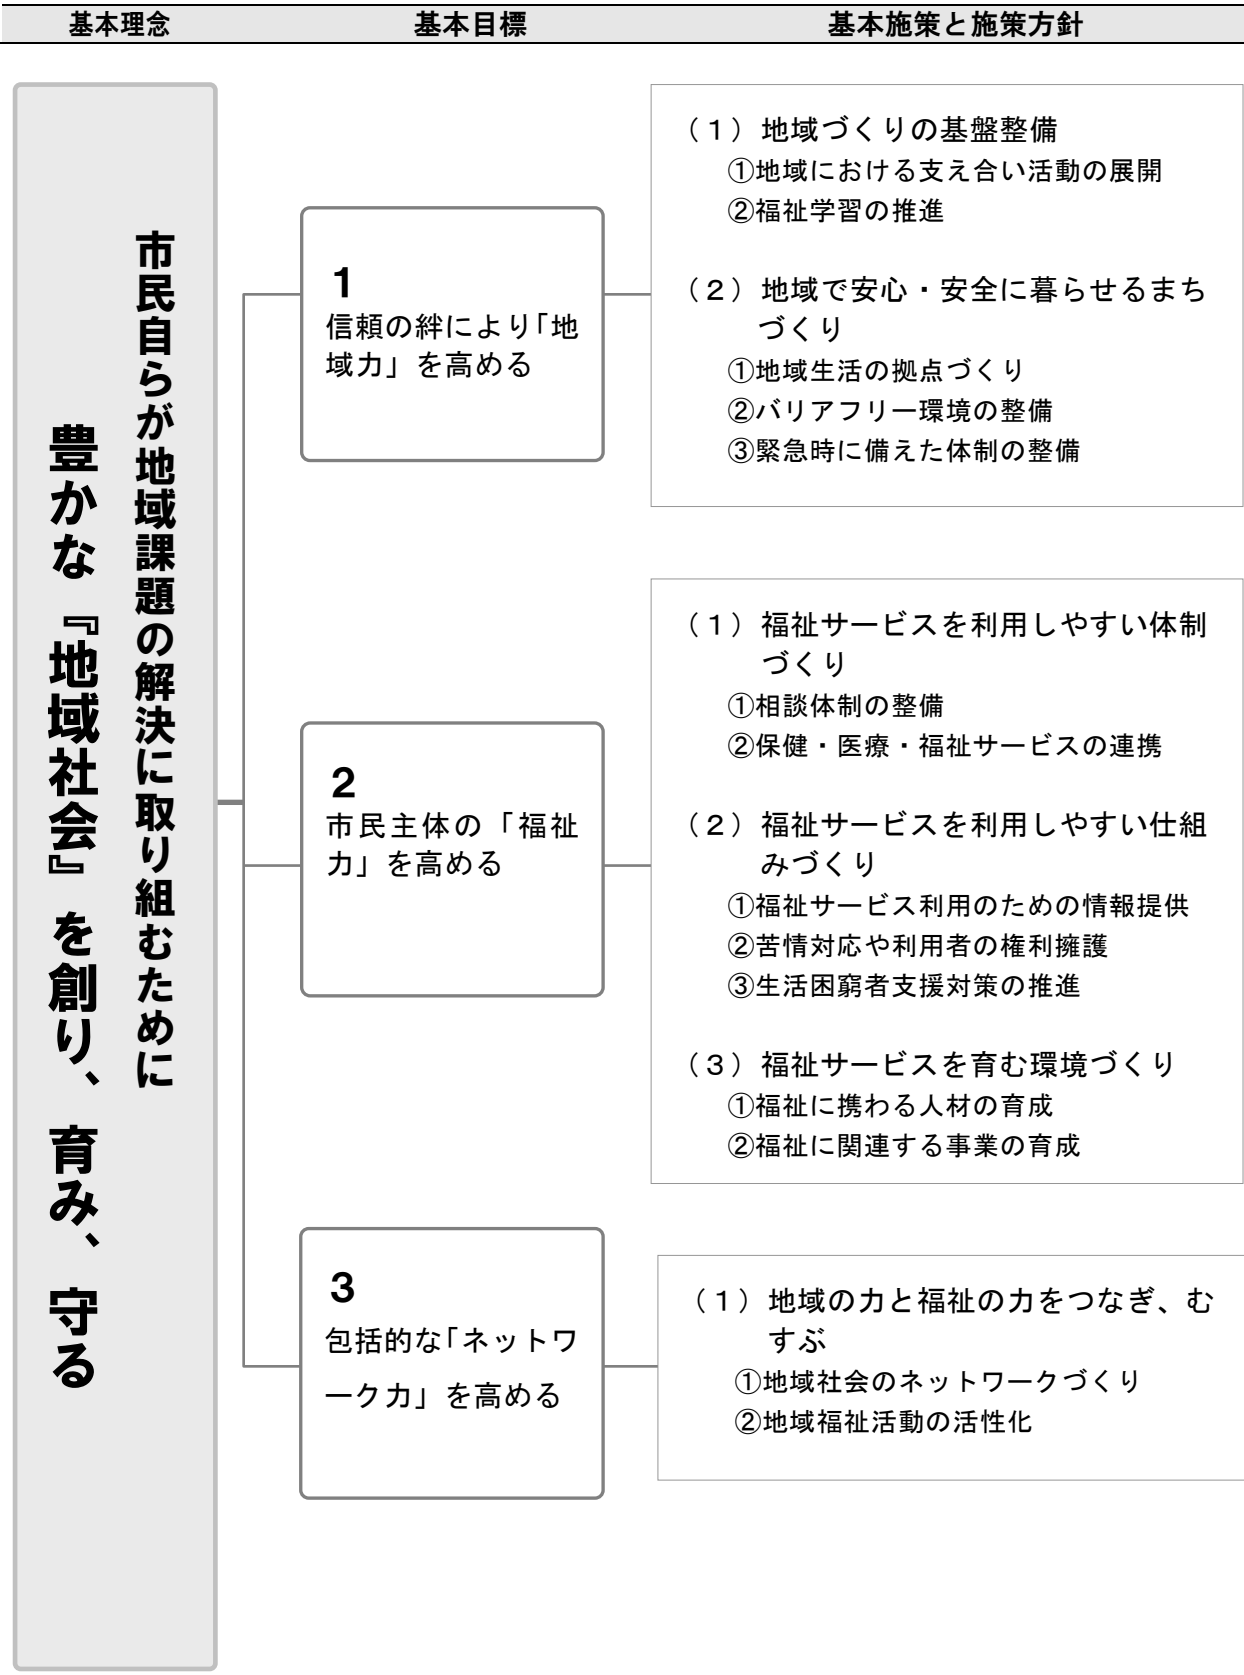 基本理念
基本目標
基本施策と施策方針
市民自らが地域課題の解決に取り組むために
豊かな『地域社会』を創り、育み、守る
1
信頼の絆により「地
域力」を高める
（１）地域づくりの基盤整備
①地域における支え合い活動の展開
②福祉学習の推進
（２）地域で安心・安全に暮らせるまち
づくり
①地域生活の拠点づくり
②バリアフリー環境の整備
③緊急時に備えた体制の整備
2
市民主体の「福祉
力」を高める
（１）福祉サービスを利用しやすい体制
づくり
①相談体制の整備
②保健・医療・福祉サービスの連携
（２）福祉サービスを利用しやすい仕組
みづくり
①福祉サービス利用のための情報提供
②苦情対応や利用者の権利擁護
③生活困窮者支援対策の推進
（３）福祉サービスを育む環境づくり
①福祉に携わる人材の育成
②福祉に関連する事業の育成
3
包括的な「ネットワ
ーク力」を高める
（１）地域の力と福祉の力をつなぎ、む
すぶ
①地域社会のネットワークづくり
②地域福祉活動の活性化